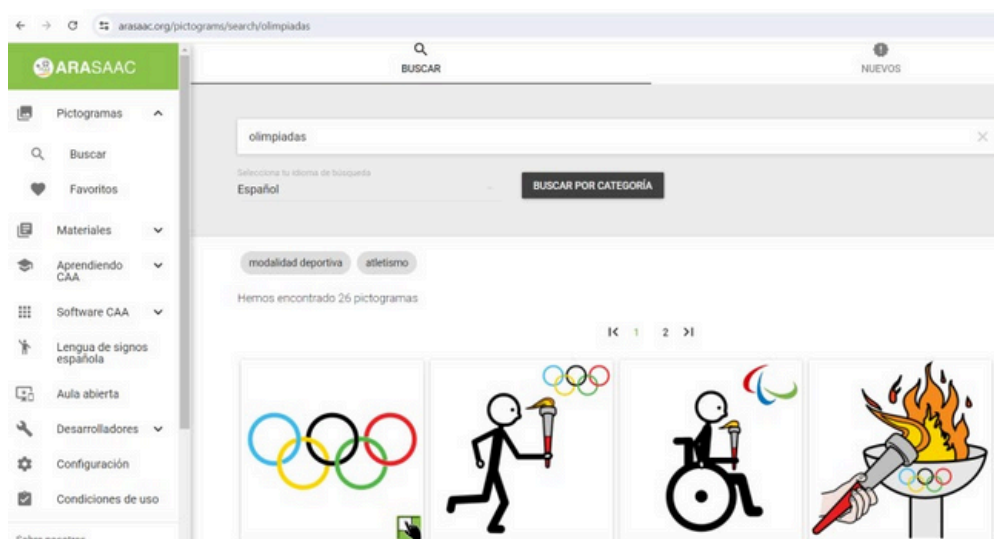 arasaac.org/pictograms/search/olimpiadas
ARASAAC
BUSCAR
NUEVOS
Pictogramas
Buscar
Favoritos
Materiales
Aprendiendo
CAA
Software CAA
Lengua de signos
española
Aula abierta
Desarrolladores
Configuración
Condiciones de uso
olimpiadas
Selecciona tu idioma de búsqueda
Español
BUSCAR POR CATEGORÍA
modalidad deportiva
atletismo
Hemos encontrado 26 pictogramas
1 2